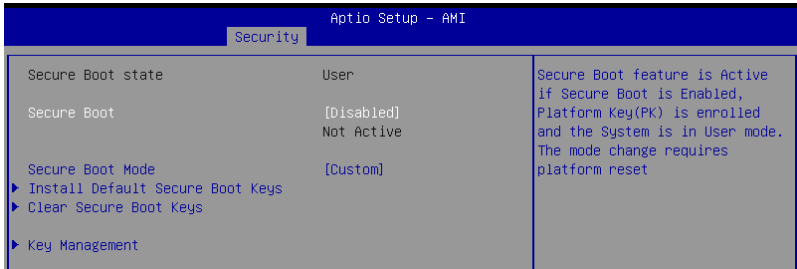 Aptio Setup – AMI
Security
Secure Boot state User
Secure Boot [Disabled]
Not Active
Secure Boot Mode [Custom]
Install Default Secure Boot Keys
Clear Secure Boot Keys
Key Management
Secure Boot feature is Active
if Secure Boot is Enabled,
Platform Key(PK) is enrolled
and the System is in User mode.
The mode change requires
platform reset